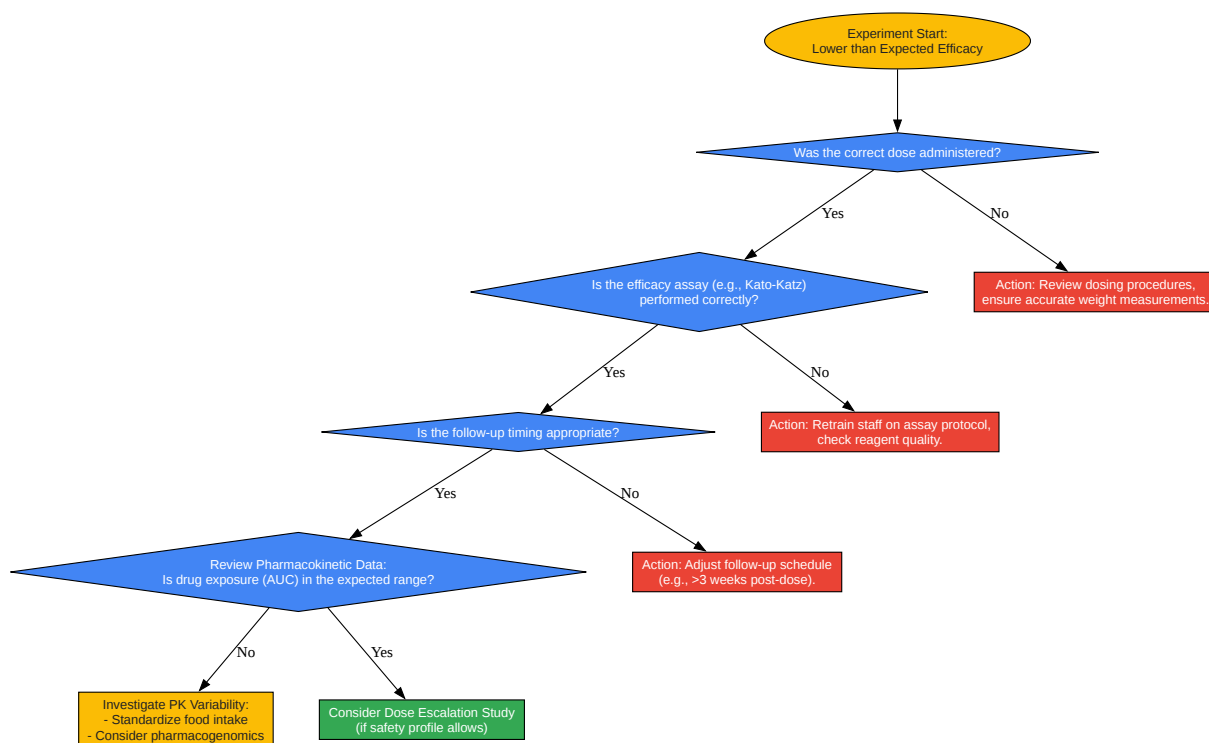 Experiment Start:
Lower than Expected Efficacy
Was the correct dose administered?
Yes
No
Is the efficacy assay (e.g., Kato-Katz)
performed correctly?
Action: Review dosing procedures,
ensure accurate weight measurements.
Yes
No
Is the follow-up timing appropriate?
Action: Retrain staff on assay protocol,
check reagent quality.
Yes
No
Review Pharmacokinetic Data:
Is drug exposure (AUC) in the expected range?
Action: Adjust follow-up schedule
(e.g., >3 weeks post-dose).
No
Yes
Investigate PK Variability:
- Standardize food intake
- Consider pharmacogenomics
Consider Dose Escalation Study
(if safety profile allows)